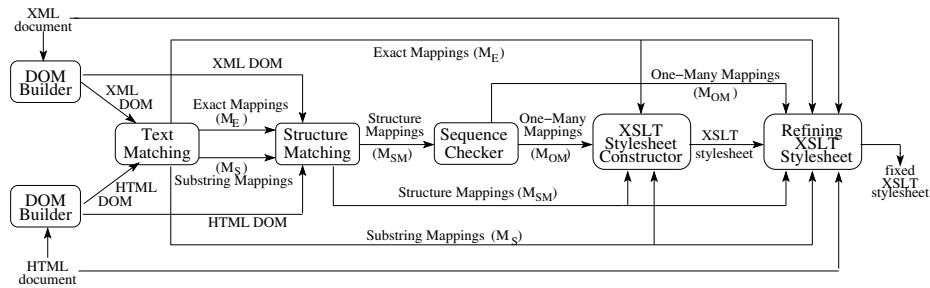 XML
document
DOM
Builder
XML DOM
XML
DOM
Exact Mappings (M_E)
One−Many Mappings
(M_OM)
Exact Mappings
(M_E)
Text
Matching
Structure
Matching
Structure
Mappings
(M_SM)
Sequence
Checker
One−Many
Mappings
(M_OM)
XSLT
Stylesheet
Constructor
XSLT
stylesheet
Refining
XSLT
Stylesheet
fixed
XSLT
stylesheet
(M_S)
Substring Mappings
HTML
DOM
DOM
Builder
HTML DOM
Structure Mappings (M_SM)
Substring Mappings (M_S)
HTML
document